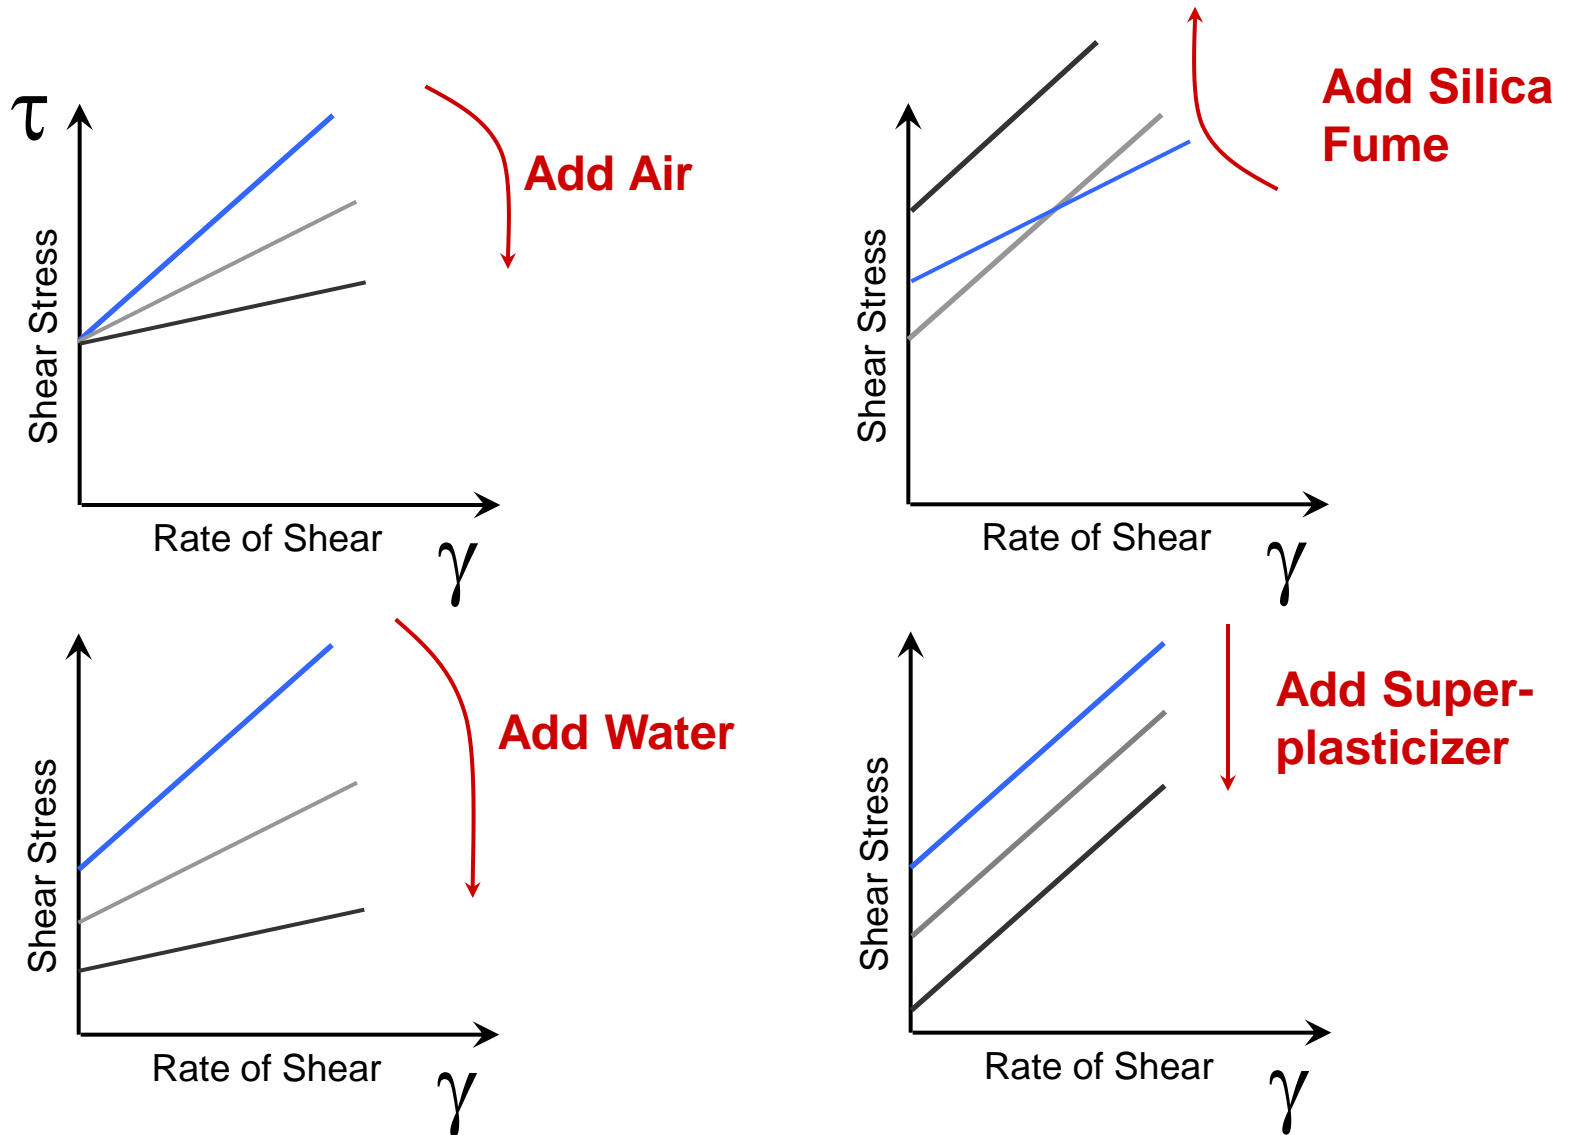 τ
Shear Stress
Add Air
Rate of Shear
γ
Shear Stress
Add Silica
Fume
Rate of Shear
γ
Shear Stress
Add Water
Rate of Shear
γ
Shear Stress
Add Super-
plasticizer
Rate of Shear
γ